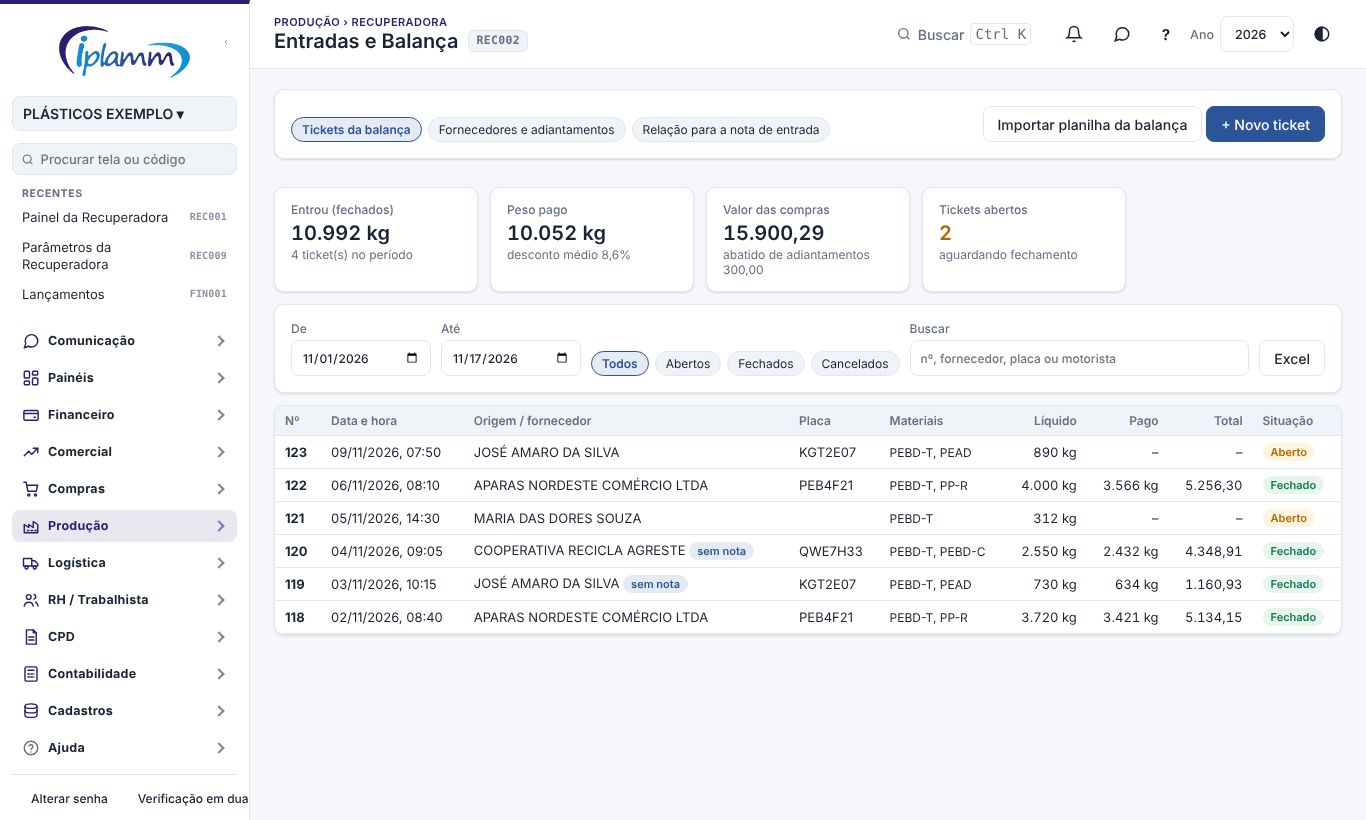 iplamm
PRODUÇÃO › RECUPERADORA
Entradas e Balança REC002
Buscar Ctrl K
? Ano 2026
PLÁSTICOS EXEMPLO ▾
Procurar tela ou código
RECENTES
Painel da Recuperadora REC001
Parâmetros da
Recuperadora REC009
Lançamentos FIN001
Comunicação
Painéis
Financeiro
Comercial
Compras
Produção
Logística
RH / Trabalhista
CPD
Contabilidade
Cadastros
Ajuda
Alterar senha Verificação em dua
Tickets da balança Fornecedores e adiantamentos Relação para a nota de entrada Importar planilha da balança + Novo ticket
Entrou (fechados)
10.992 kg
4 ticket(s) no período
Peso pago
10.052 kg
desconto médio 8,6%
Valor das compras
15.900,29
abatido de adiantamentos
300,00
Tickets abertos
2
aguardando fechamento
De Até Buscar
11/01/2026 11/17/2026 Todos Abertos Fechados Cancelados nº, fornecedor, placa ou motorista Excel
Nº Data e hora Origem / fornecedor Placa Materiais Líquido Pago Total Situação
123 09/11/2026, 07:50 JOSÉ AMARO DA SILVA KGT2E07 PEBD-T, PEAD 890 kg – – Aberto
122 06/11/2026, 08:10 APARAS NORDESTE COMÉRCIO LTDA PEB4F21 PEBD-T, PP-R 4.000 kg 3.566 kg 5.256,30 Fechado
121 05/11/2026, 14:30 MARIA DAS DORES SOUZA PEBD-T 312 kg – – Aberto
120 04/11/2026, 09:05 COOPERATIVA RECICLA AGRESTE sem nota QWE7H33 PEBD-T, PEBD-C 2.550 kg 2.432 kg 4.348,91 Fechado
119 03/11/2026, 10:15 JOSÉ AMARO DA SILVA sem nota KGT2E07 PEBD-T, PEAD 730 kg 634 kg 1.160,93 Fechado
118 02/11/2026, 08:40 APARAS NORDESTE COMÉRCIO LTDA PEB4F21 PEBD-T, PP-R 3.720 kg 3.421 kg 5.134,15 Fechado